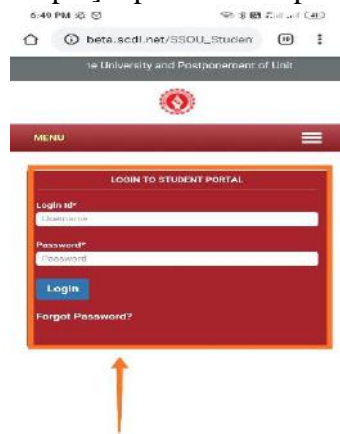 6:49 PM
beta.scdl.net/SSOU_Studen
ne University and Postponement of Unit
MENU
LOGIN TO STUDENT PORTAL
Login Id*
Username
Password*
Password
Login
Forgot Password?